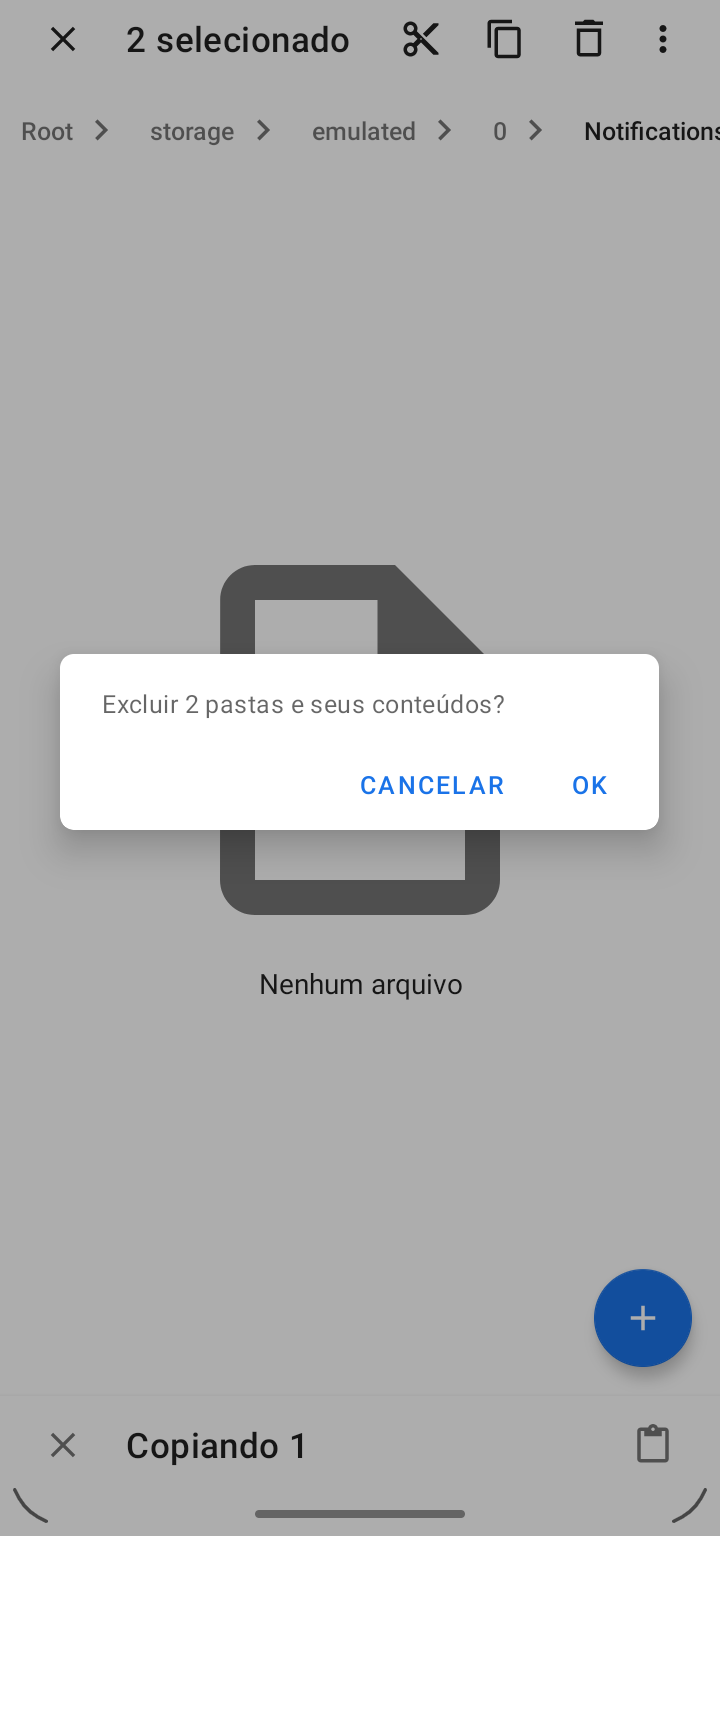 2 selecionado
Root storage emulated 0 Notifications
Excluir 2 pastas e seus conteúdos?
CANCELAR OK
Nenhum arquivo
Copiando 1